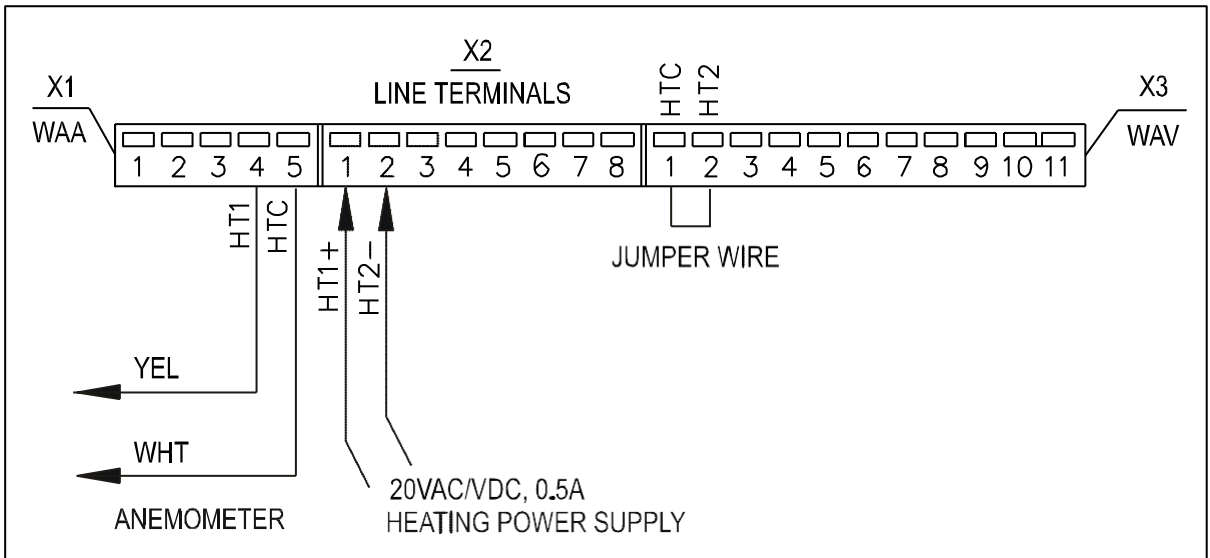 X2
LINE TERMINALS
X1
WAA
HTC
HT2
X3
WAV
1 2 3 4 5 1 2 3 4 5 6 7 8 1 2 3 4 5 6 7 8 9 10 11
HT1
HTC
HT1+
HT2-
JUMPER WIRE
YEL
WHT
ANEMOMETER
20VAC/VDC, 0.5A
HEATING POWER SUPPLY